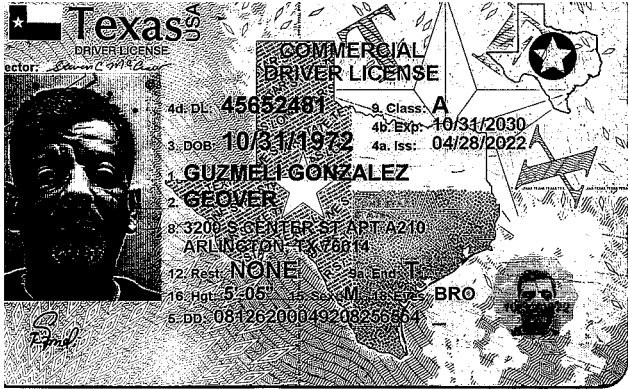 Texas USA
DRIVER LICENSE
COMMERCIAL
DRIVER LICENSE
ector:
4d. DL: 45652481 9. Class: A
4b. Exp: 10/31/2030
3. DOB: 10/31/1972 4a. Iss: 04/28/2022
1. GUZMELI GONZALEZ
2. GEOVER
8. 3200 S CENTER ST APT A210
ARLINGTON, TX 76014
12. Rest: NONE 9a. End: T
16. Hgt: 5'-05" 15. Sex: M 18. Eyes: BRO
5. DD: